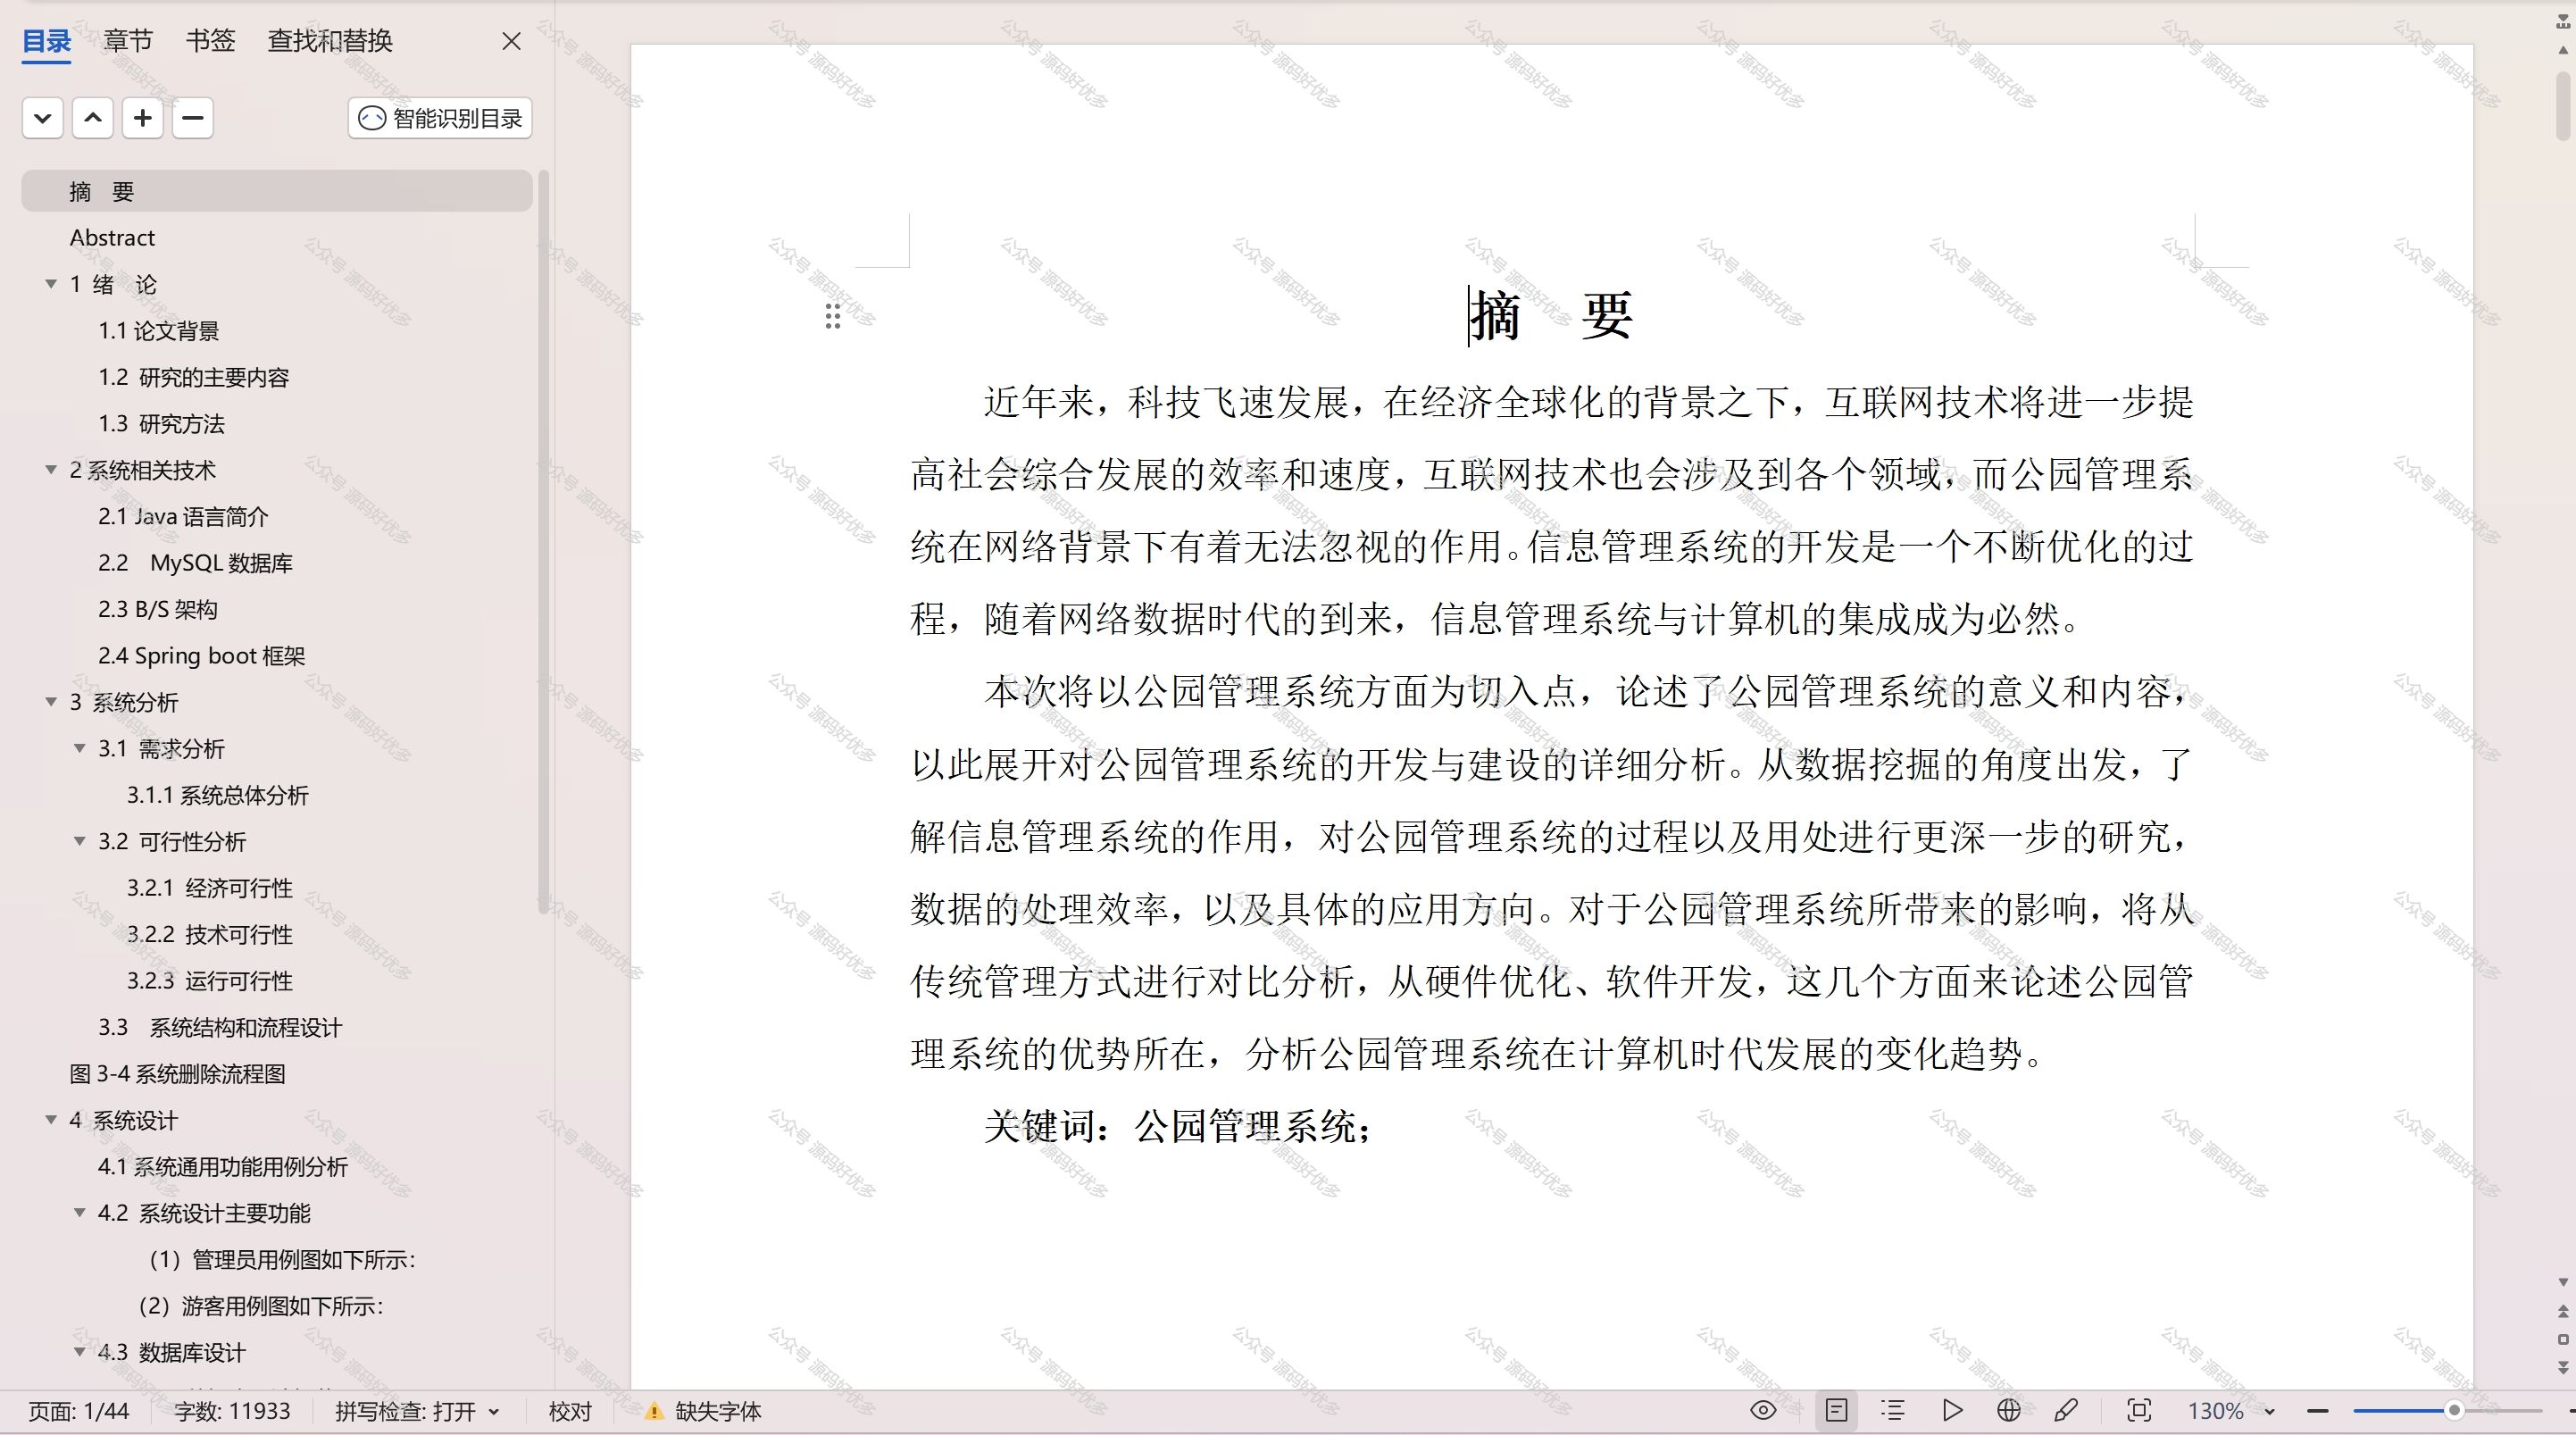 目录 章节 书签 查找和替换
智能识别目录
摘 要
Abstract
1 绪 论
1.1 论文背景
1.2 研究的主要内容
1.3 研究方法
2 系统相关技术
2.1 Java 语言简介
2.2 MySQL 数据库
2.3 B/S 架构
2.4 Spring boot 框架
3 系统分析
3.1 需求分析
3.1.1 系统总体分析
3.2 可行性分析
3.2.1 经济可行性
3.2.2 技术可行性
3.2.3 运行可行性
3.3 系统结构和流程设计
图 3-4 系统删除流程图
4 系统设计
4.1 系统通用功能用例分析
4.2 系统设计主要功能
（1）管理员用例图如下所示：
（2）游客用例图如下所示：
4.3 数据库设计
摘 要
近年来，科技飞速发展，在经济全球化的背景之下，互联网技术将进一步提
高社会综合发展的效率和速度，互联网技术也会涉及到各个领域，而公园管理系
统在网络背景下有着无法忽视的作用。信息管理系统的开发是一个不断优化的过
程，随着网络数据时代的到来，信息管理系统与计算机的集成成为必然。
本次将以公园管理系统方面为切入点，论述了公园管理系统的意义和内容，
以此展开对公园管理系统的开发与建设的详细分析。从数据挖掘的角度出发，了
解信息管理系统的作用，对公园管理系统的过程以及用处进行更深一步的研究，
数据的处理效率，以及具体的应用方向。对于公园管理系统所带来的影响，将从
传统管理方式进行对比分析，从硬件优化、软件开发，这几个方面来论述公园管
理系统的优势所在，分析公园管理系统在计算机时代发展的变化趋势。
关键词：公园管理系统；
页面: 1/44 字数: 11933 拼写检查: 打开 校对 缺失字体 130%
公众号 源码好优多